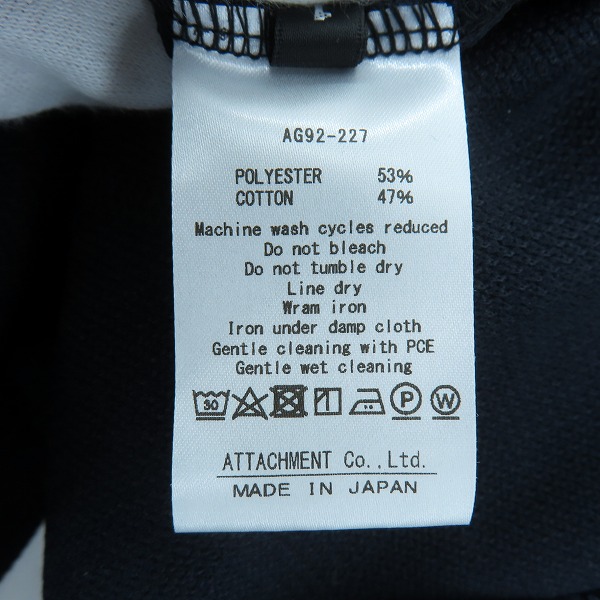 AG92-227
POLYESTER 53%
COTTON 47%
Machine wash cycles reduced
Do not bleach
Do not tumble dry
Line dry
Wram iron
Iron under damp cloth
Gentle cleaning with PCE
Gentle wet cleaning
30 P W
ATTACHMENT Co.,Ltd.
MADE IN JAPAN